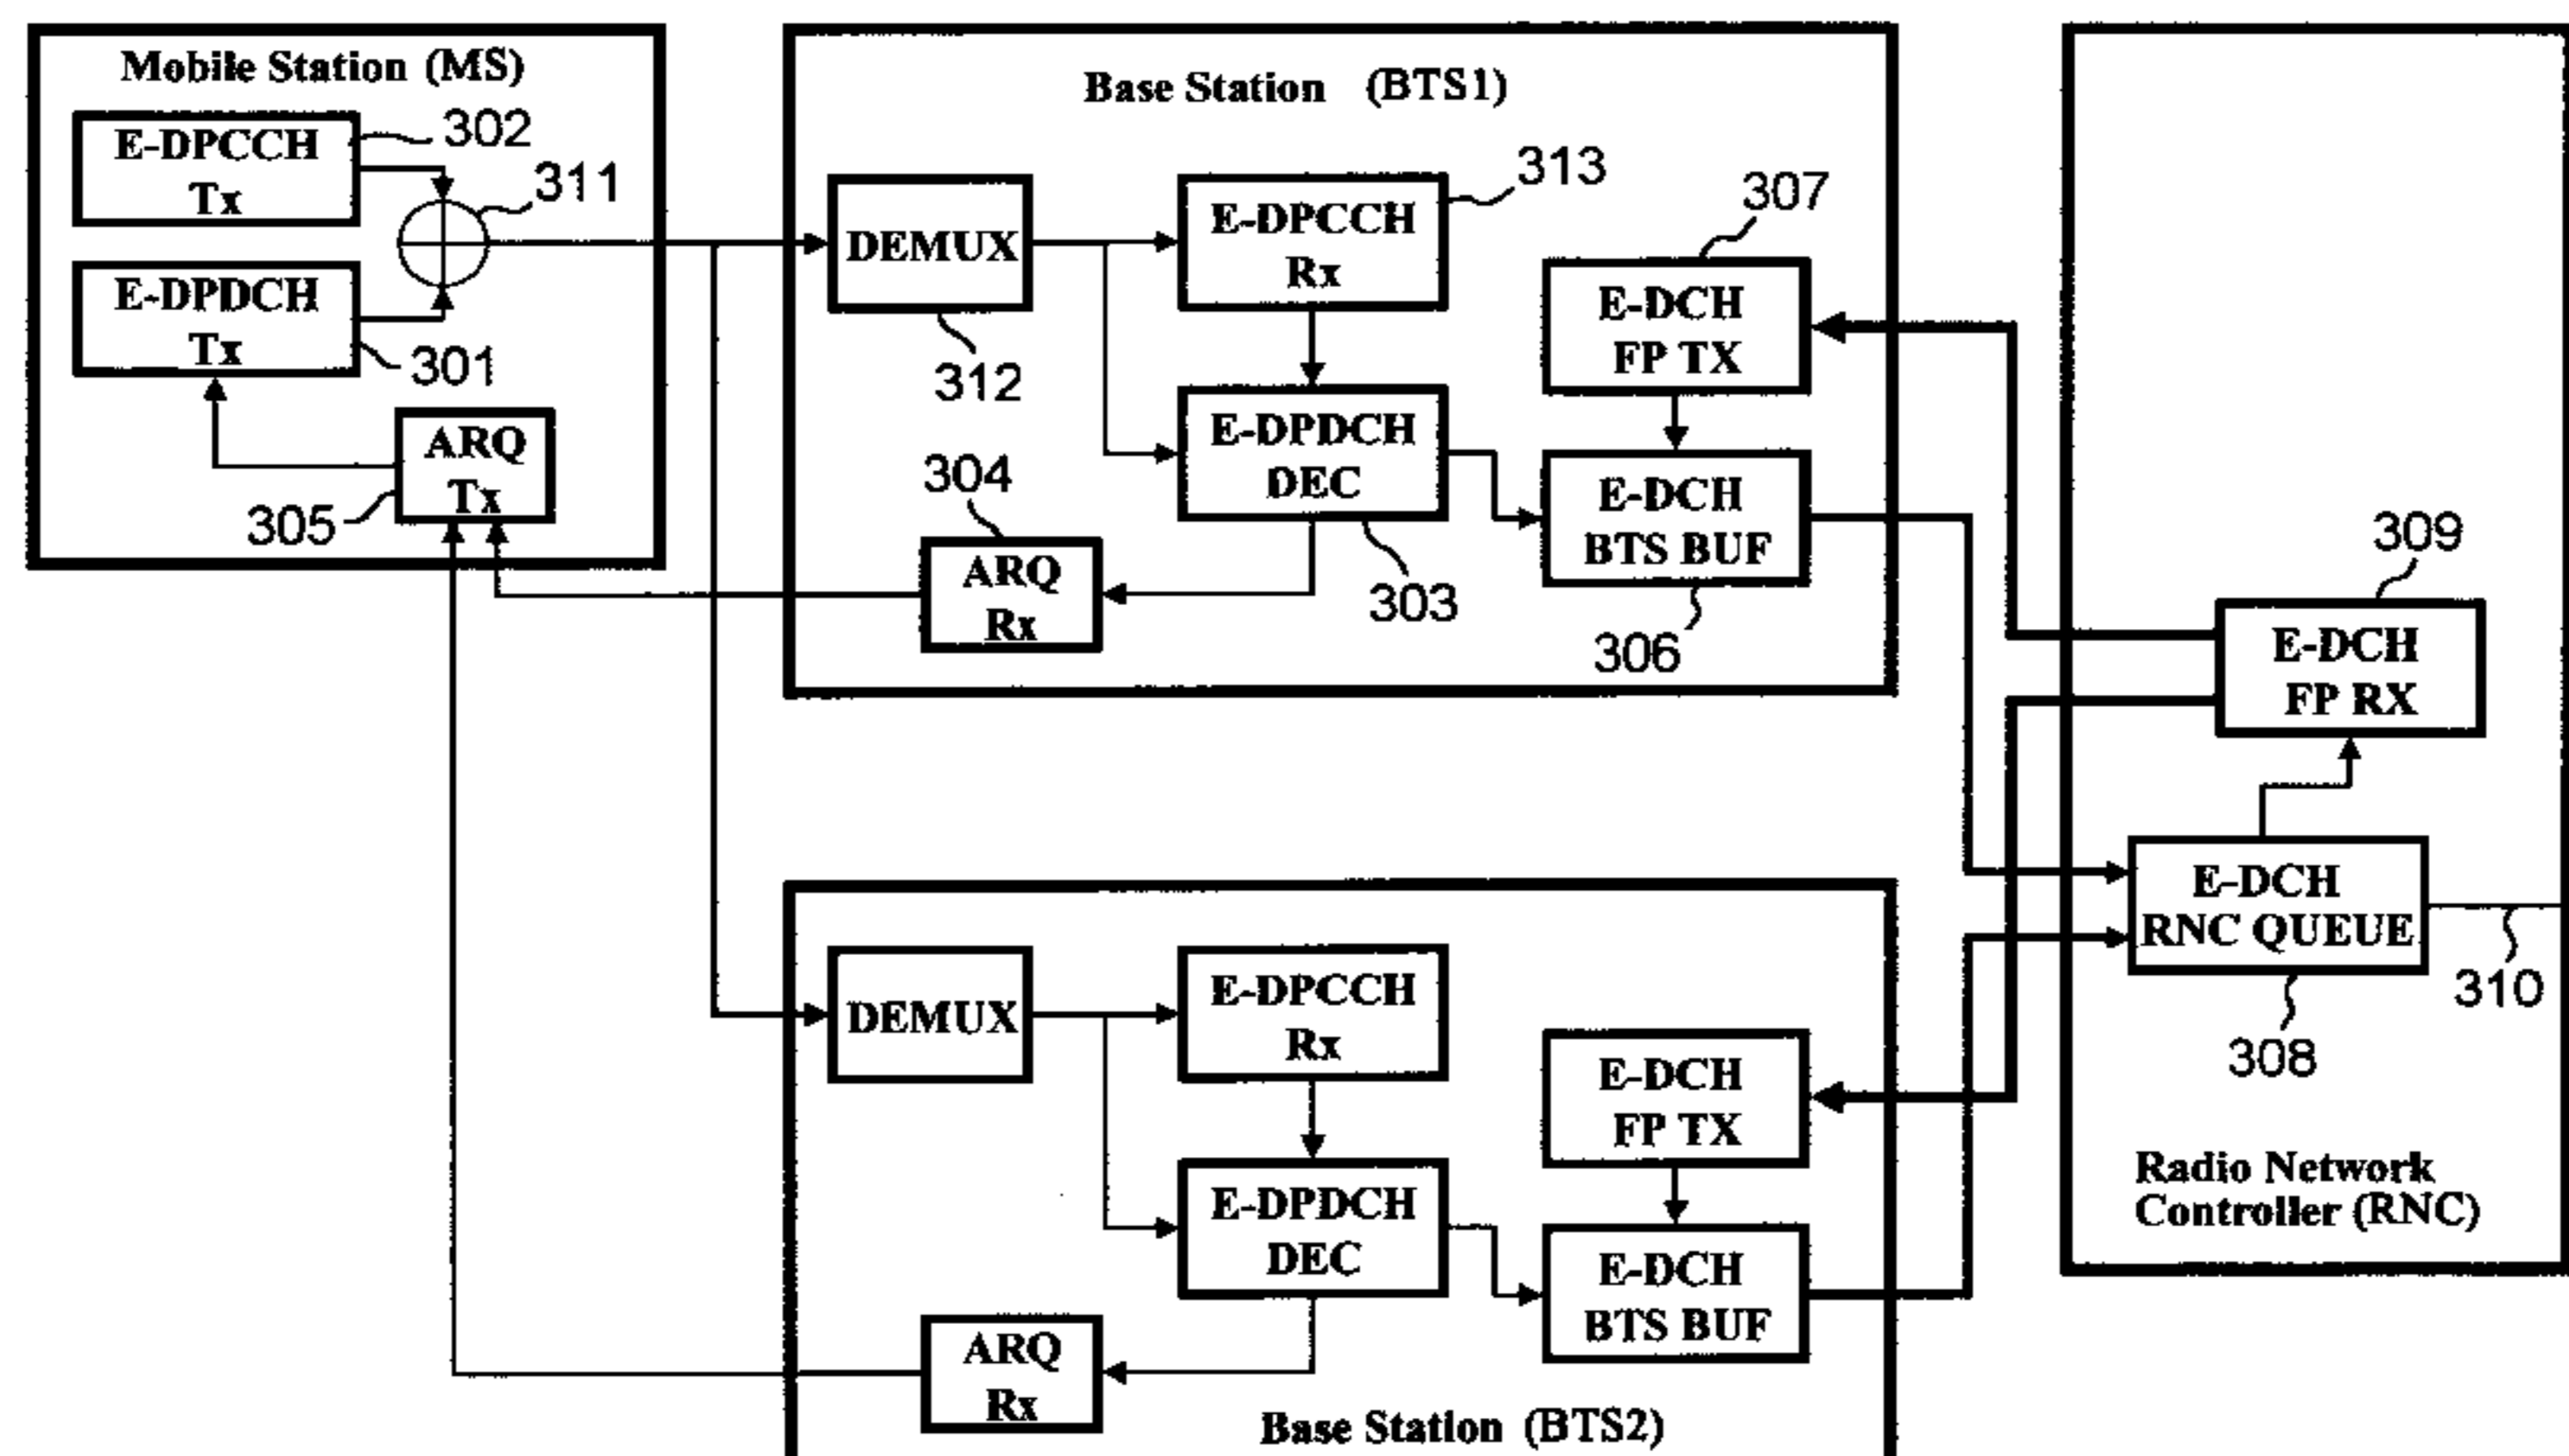 Mobile Station (MS)
E-DPCCH
Tx
302
311
E-DPDCH
Tx
301
ARQ
Tx
305
Base Station (BTS1)
DEMUX
312
E-DPCCH
Rx
313
E-DPDCH
DEC
303
ARQ
Rx
304
307
E-DCH
FP TX
E-DCH
BTS BUF
306
309
E-DCH
FP RX
E-DCH
RNC QUEUE
310
308
Radio Network
Controller (RNC)
DEMUX
E-DPCCH
Rx
E-DPDCH
DEC
ARQ
Rx
E-DCH
FP TX
E-DCH
BTS BUF
Base Station (BTS2)